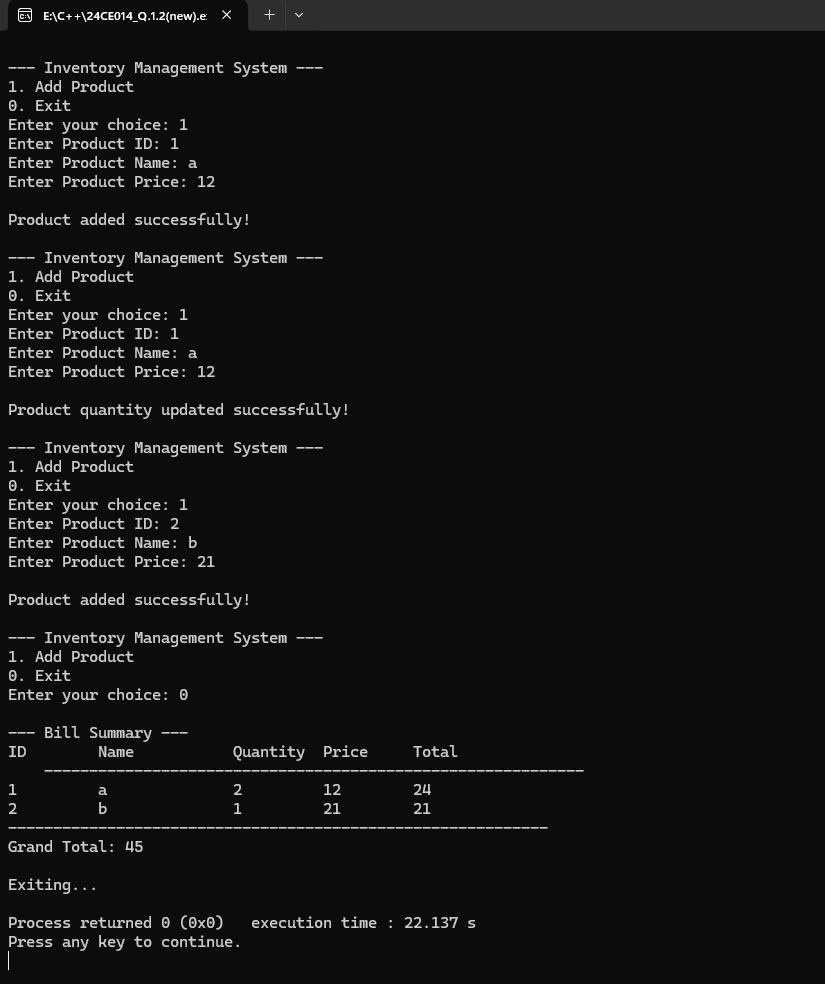 E:\C++\24CE014_Q.1.2(new).e
--- Inventory Management System ---
1. Add Product
0. Exit
Enter your choice: 1
Enter Product ID: 1
Enter Product Name: a
Enter Product Price: 12
Product added successfully!
--- Inventory Management System ---
1. Add Product
0. Exit
Enter your choice: 1
Enter Product ID: 1
Enter Product Name: a
Enter Product Price: 12
Product quantity updated successfully!
--- Inventory Management System ---
1. Add Product
0. Exit
Enter your choice: 1
Enter Product ID: 2
Enter Product Name: b
Enter Product Price: 21
Product added successfully!
--- Inventory Management System ---
1. Add Product
0. Exit
Enter your choice: 0
--- Bill Summary ---
ID        Name           Quantity  Price     Total
    ------------------------------------------------------------
1         a              2         12        24
2         b              1         21        21
------------------------------------------------------------
Grand Total: 45
Exiting...
Process returned 0 (0x0)   execution time : 22.137 s
Press any key to continue.